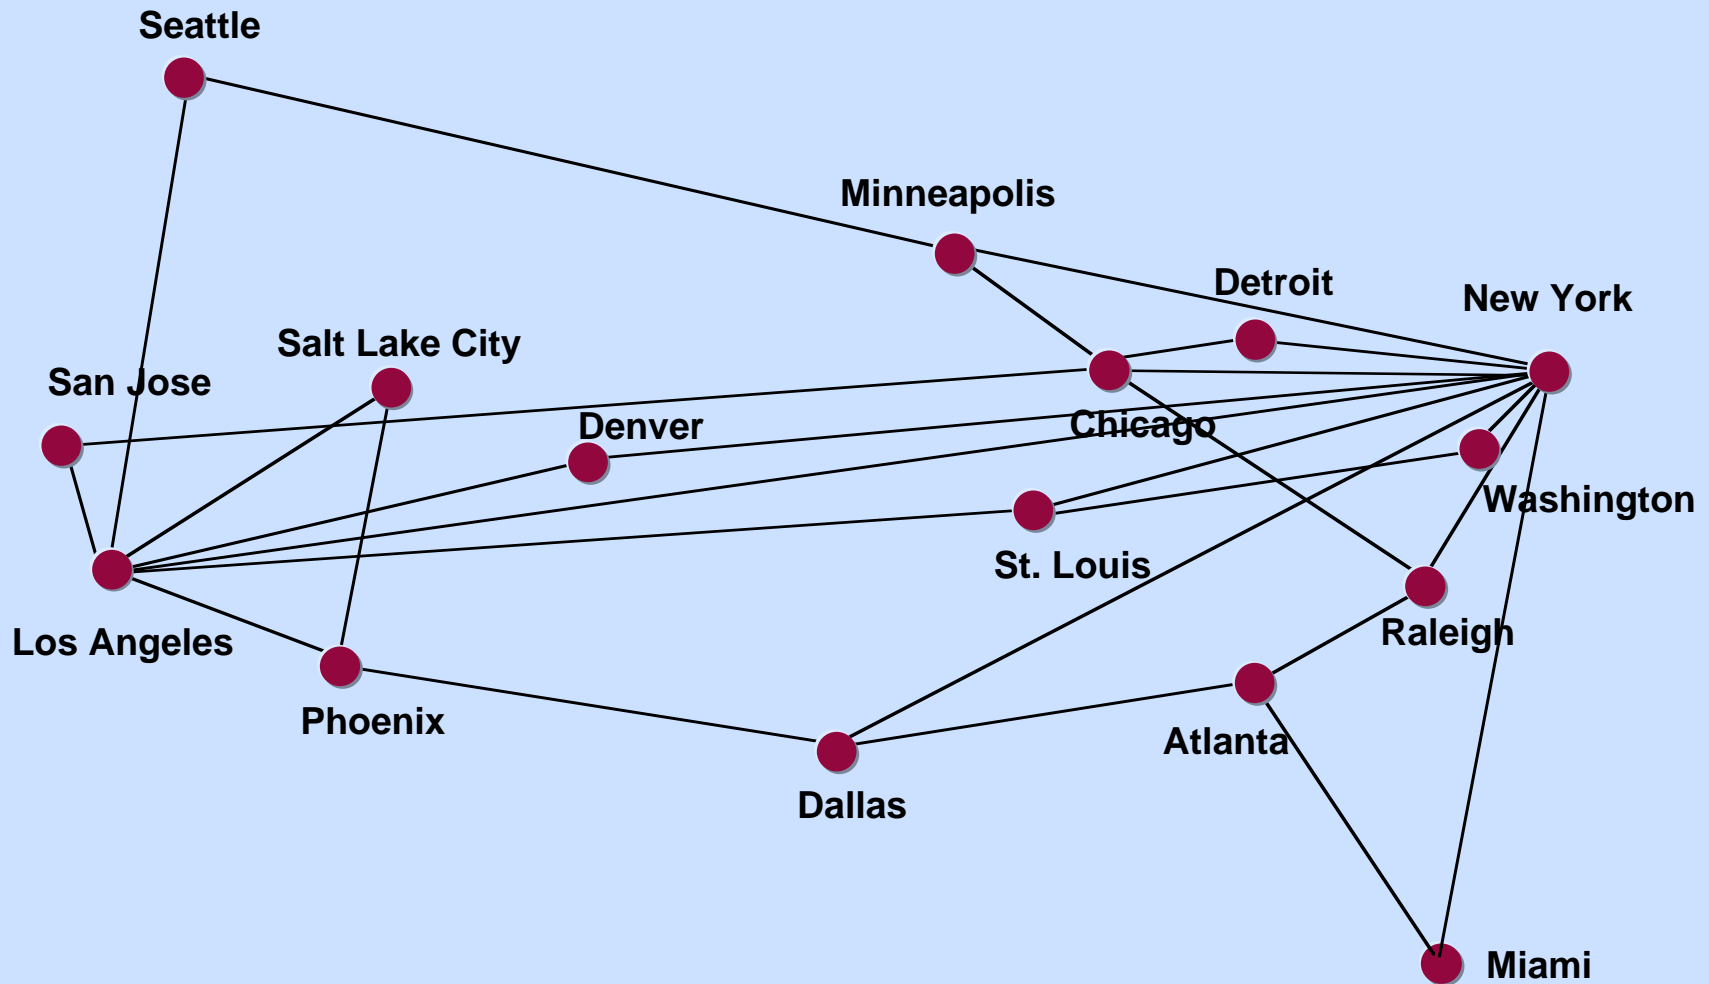 Seattle
Minneapolis
Detroit
New York
Salt Lake City
San Jose
Denver
Chicago
Washington
St. Louis
Raleigh
Los Angeles
Phoenix
Atlanta
Dallas
Miami